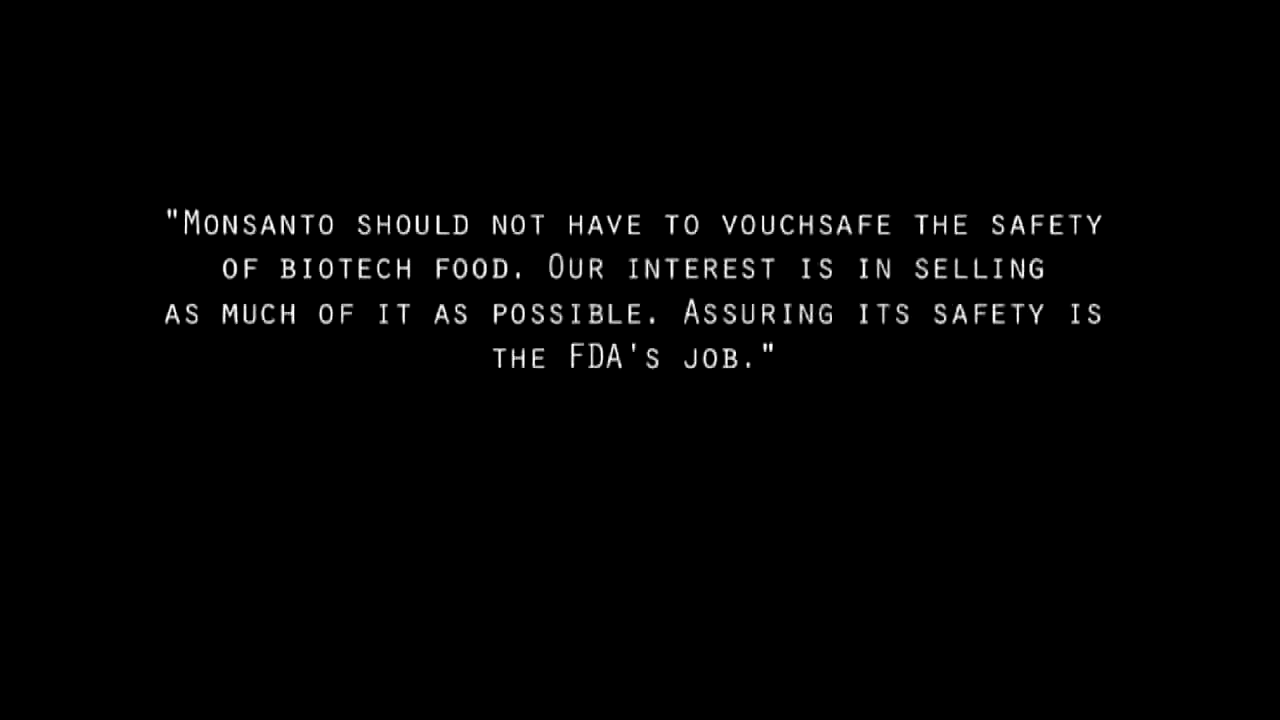 "Monsanto should not have to vouchsafe the safety
of biotech food. Our interest is in selling
as much of it as possible. Assuring its safety is
the FDA's job."